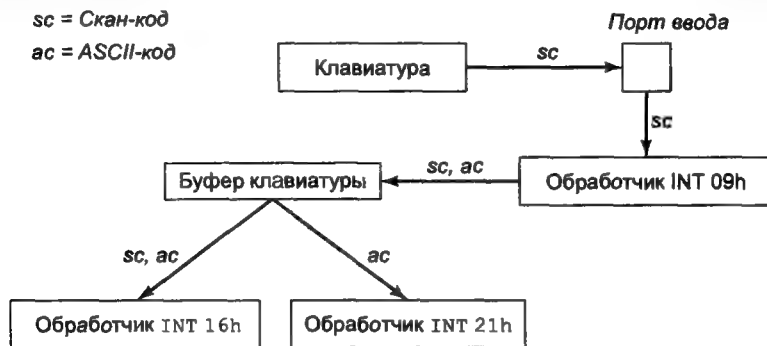 sc = Скан-код
ac = ASCII-код
Порт ввода
Клавиатура
sc
sc
Буфер клавиатуры
sc, ac
Обработчик INT 09h
sc, ac
ac
Обработчик INT 16h
Обработчик INT 21h